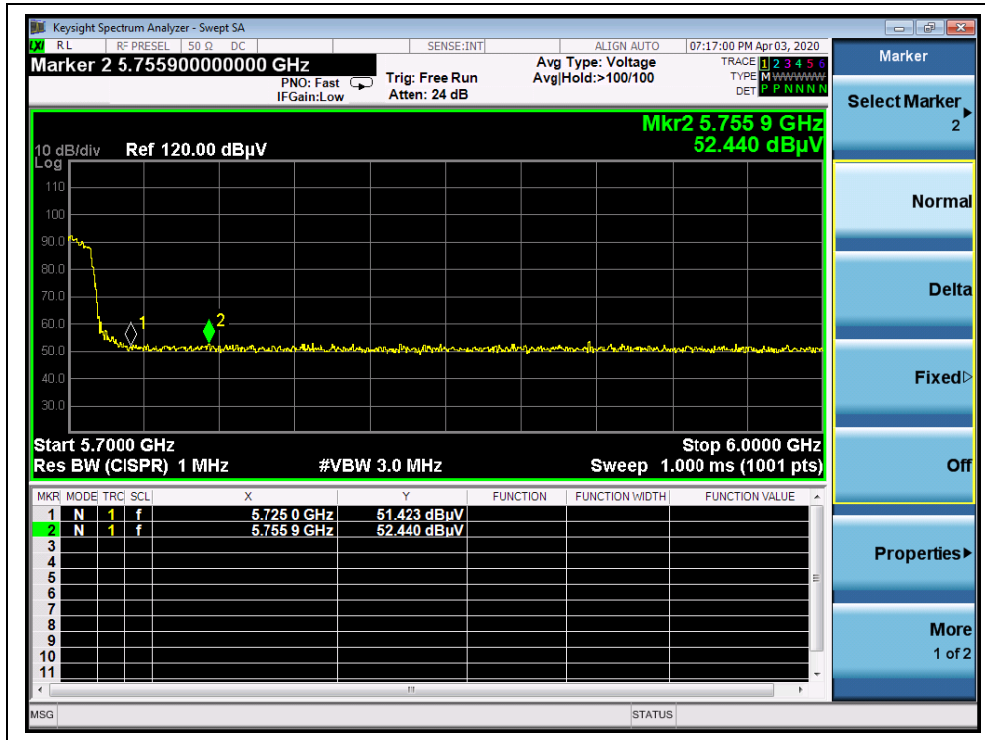 Keysight Spectrum Analyzer - Swept SA
LXI RL RF PRESEL 50 Ω DC SENSE:INT ALIGN AUTO 07:17:00 PM Apr 03, 2020
Marker 2 5.755900000000 GHz
PNO: Fast
IFGain:Low
Trig: Free Run
Atten: 24 dB
Avg Type: Voltage
Avg|Hold:>100/100
TRACE 1 2 3 4 5 6
TYPE M WWWWW
DET P P N N N N
Mkr2 5.755 9 GHz
52.440 dBµV
10 dB/div Ref 120.00 dBµV
Log
110
100
90.0
80.0
70.0
60.0
50.0
40.0
30.0
1
2
Start 5.7000 GHz Stop 6.0000 GHz
Res BW (CISPR) 1 MHz #VBW 3.0 MHz Sweep 1.000 ms (1001 pts)
MKR MODE TRC SCL X Y FUNCTION FUNCTION WIDTH FUNCTION VALUE
1 N 1 f 5.725 0 GHz 51.423 dBµV
2 N 1 f 5.755 9 GHz 52.440 dBµV
3
4
5
6
7
8
9
10
11
MSG STATUS
Marker
Select Marker
2
Normal
Delta
Fixed
Off
Properties
More
1 of 2